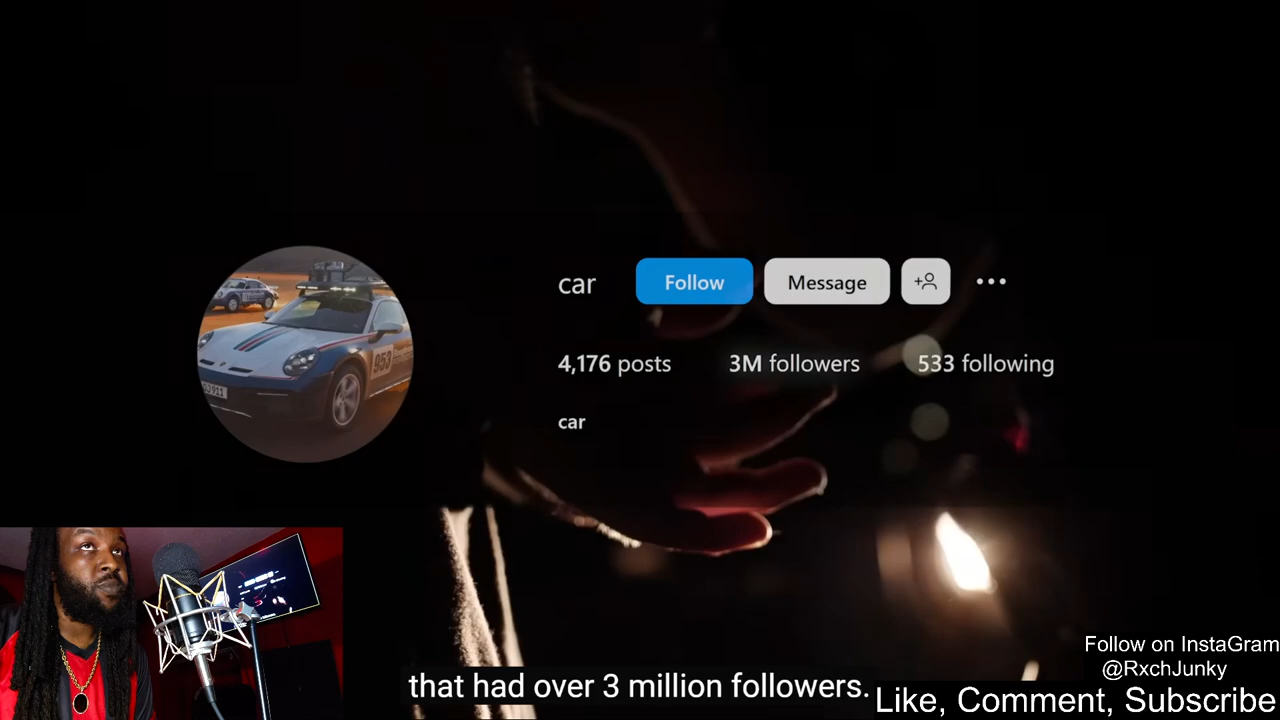 car
Follow
Message
4,176 posts
3M followers
533 following
car
953
that had over 3 million followers.
Follow on InstaGram
@RxchJunky
Like, Comment, Subscribe